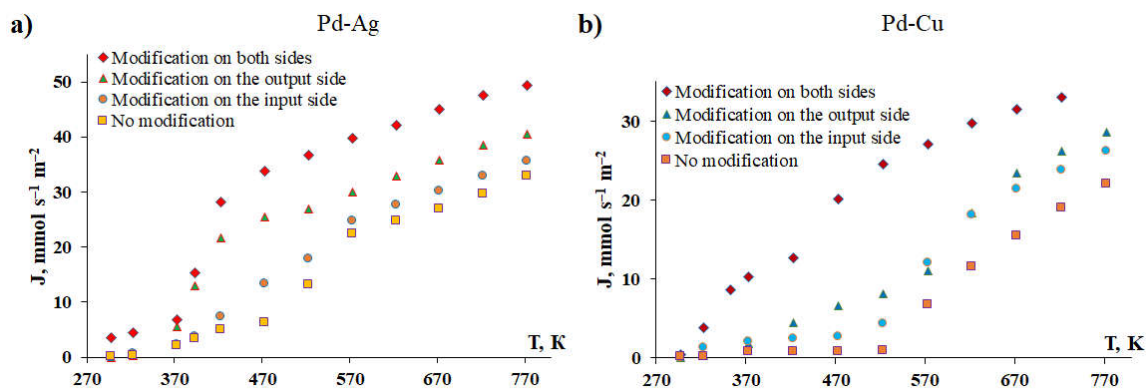 a)
Pd-Ag
J, mmol s⁻¹ m⁻²
50
40
30
20
10
0
Modification on both sides
Modification on the output side
Modification on the input side
No modification
T, K
270 370 470 570 670 770
b)
Pd-Cu
J, mmol s⁻¹ m⁻²
30
20
10
0
Modification on both sides
Modification on the output side
Modification on the input side
No modification
T, K
270 370 470 570 670 770